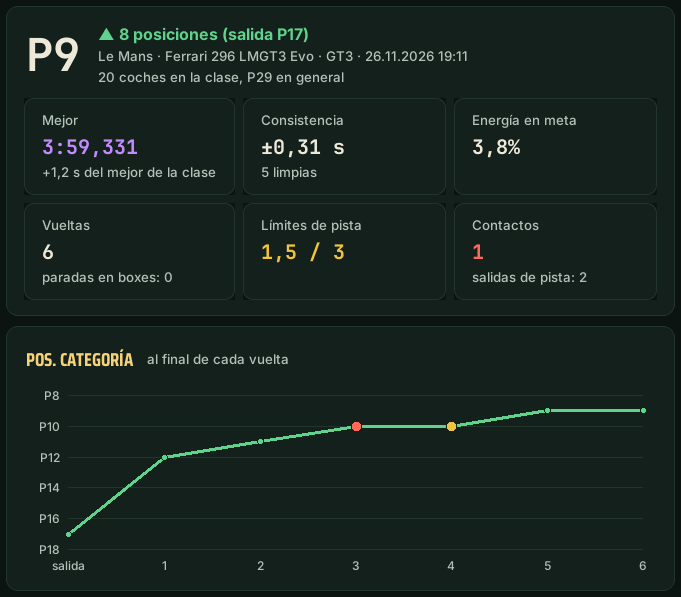 P9
▲ 8 posiciones (salida P17)
Le Mans · Ferrari 296 LMGT3 Evo · GT3 · 26.11.2026 19:11
20 coches en la clase, P29 en general
Mejor
3:59,331
+1,2 s del mejor de la clase
Consistencia
±0,31 s
5 limpias
Energía en meta
3,8%
Vueltas
6
paradas en boxes: 0
Límites de pista
1,5 / 3
Contactos
1
salidas de pista: 2
POS. CATEGORÍA al final de cada vuelta
P8
P10
P12
P14
P16
P18
salida 1 2 3 4 5 6